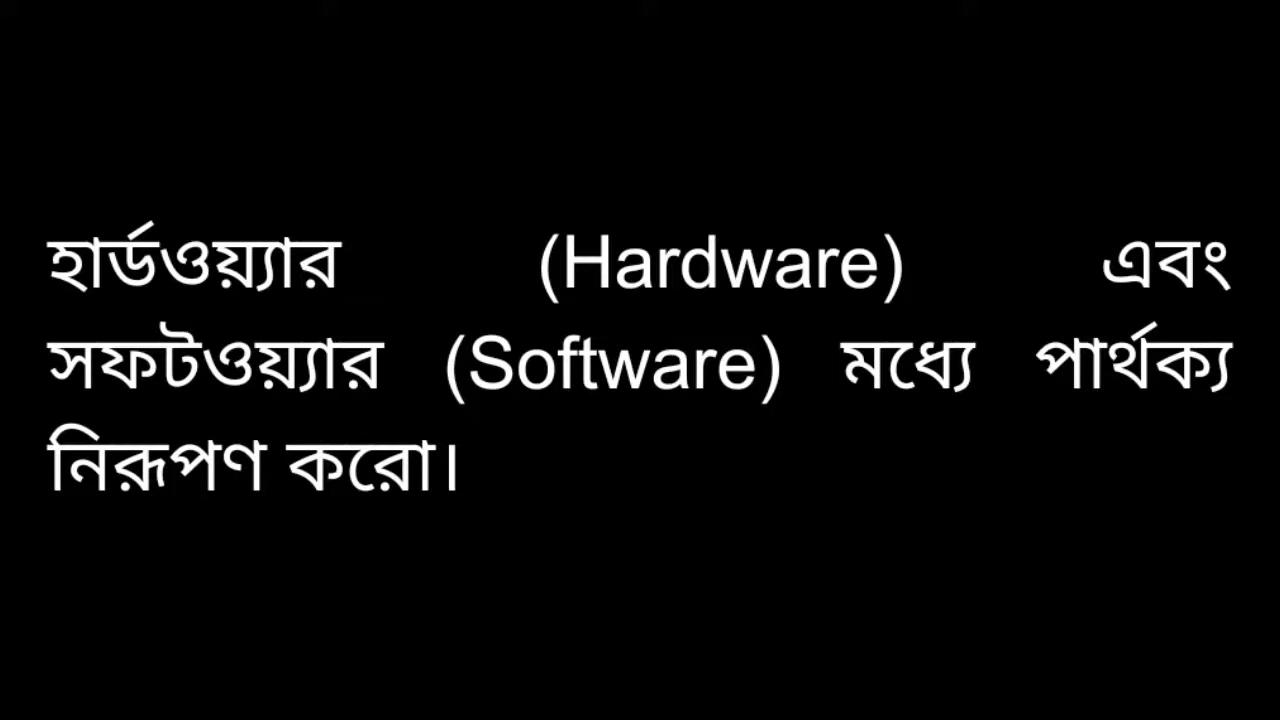 হার্ডওয়্যার (Hardware) এবং
সফটওয়্যার (Software) মধ্যে পার্থক্য
নিরূপণ করো।